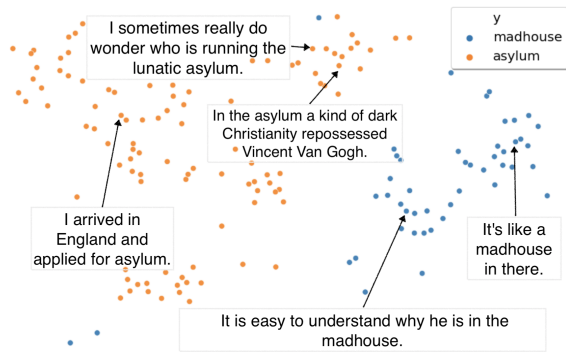 I sometimes really do
wonder who is running the
lunatic asylum.
y
madhouse
asylum
In the asylum a kind of dark
Christianity repossessed
Vincent Van Gogh.
I arrived in
England and
applied for asylum.
It's like a
madhouse
in there.
It is easy to understand why he is in the
madhouse.